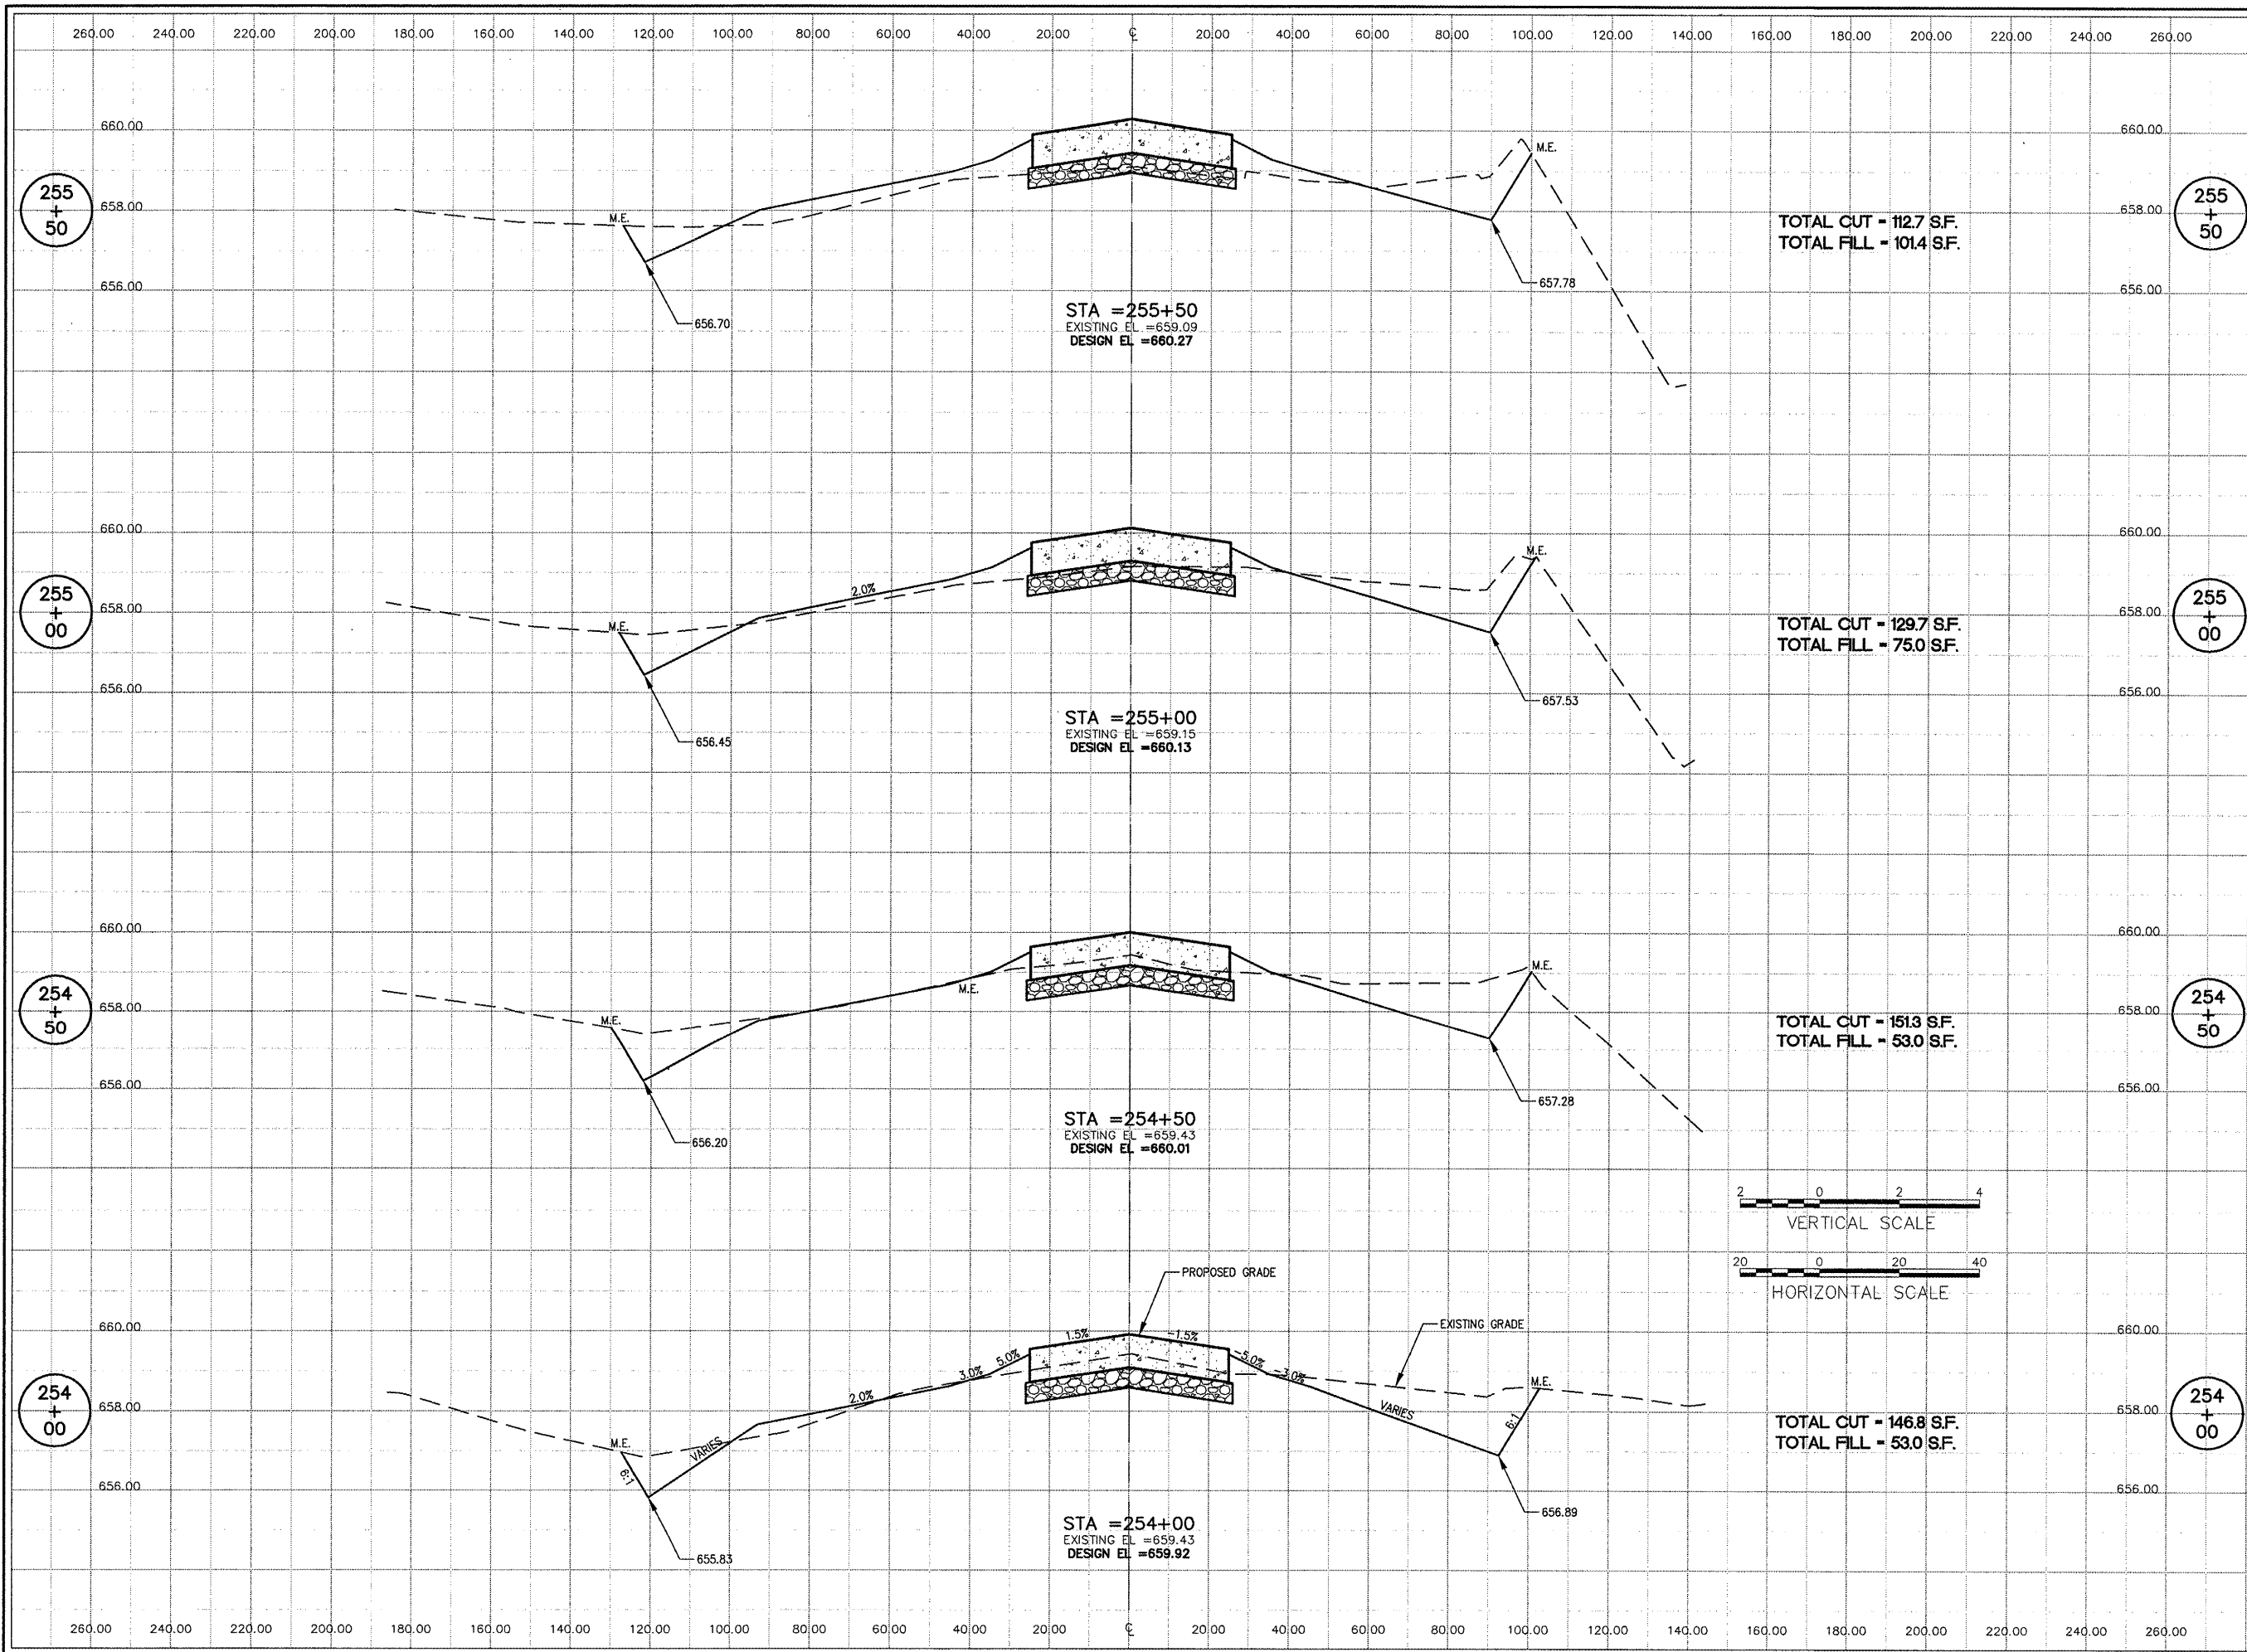 260.00 240.00 220.00 200.00 180.00 160.00 140.00 120.00 100.00 80.00 60.00 40.00 20.00 ℄ 20.00 40.00 60.00 80.00 100.00 120.00 140.00 160.00 180.00 200.00 220.00 240.00 260.00
660.00
658.00
656.00
255
+
50
M.E.
656.70
STA =255+50
EXISTING EL =659.09
DESIGN EL =660.27
M.E.
657.78
TOTAL CUT = 112.7 S.F.
TOTAL FILL = 101.4 S.F.
660.00
658.00
656.00
255
+
50
660.00
658.00
656.00
255
+
00
M.E.
2.0%
656.45
STA =255+00
EXISTING EL =659.15
DESIGN EL =660.13
M.E.
657.53
TOTAL CUT = 129.7 S.F.
TOTAL FILL = 75.0 S.F.
660.00
658.00
656.00
255
+
00
660.00
658.00
656.00
254
+
50
M.E.
M.E.
656.20
STA =254+50
EXISTING EL =659.43
DESIGN EL =660.01
M.E.
657.28
TOTAL CUT = 151.3 S.F.
TOTAL FILL = 53.0 S.F.
660.00
658.00
656.00
254
+
50
2 0 2 4
VERTICAL SCALE
20 0 20 40
HORIZONTAL SCALE
PROPOSED GRADE
EXISTING GRADE
660.00
658.00
656.00
254
+
00
M.E.
6:1
VARIES
2.0%
3.0%
5.0%
1.5%
-1.5%
-5.0%
-3.0%
VARIES
6:1
M.E.
655.83
656.89
STA =254+00
EXISTING EL =659.43
DESIGN EL =659.92
TOTAL CUT = 146.8 S.F.
TOTAL FILL = 53.0 S.F.
660.00
658.00
656.00
254
+
00
260.00 240.00 220.00 200.00 180.00 160.00 140.00 120.00 100.00 80.00 60.00 40.00 20.00 ℄ 20.00 40.00 60.00 80.00 100.00 120.00 140.00 160.00 180.00 200.00 220.00 240.00 260.00